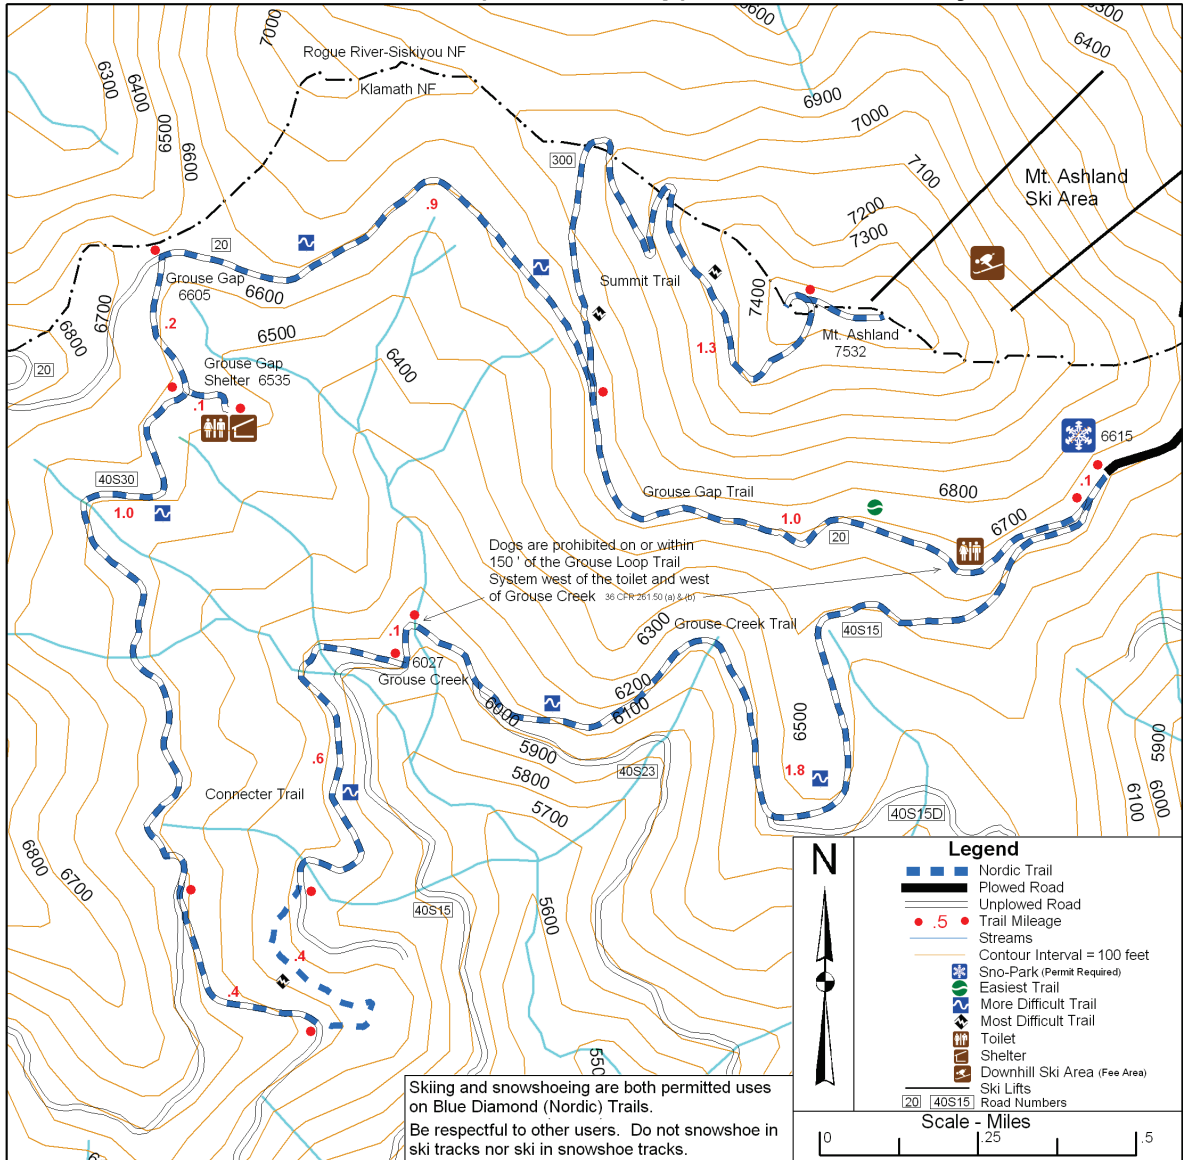 7000
6600
6300
6400
Rogue River-Siskiyou NF
Klamath NF
6300
6400
6500
6600
6900
7000
7100
7200
7300
7400
Mt. Ashland
Ski Area
300
20
.9
Grouse Gap
6605
6600
6700
6800
20
.2
6500
Grouse Gap
Shelter 6535
.1
6400
Summit Trail
1.3
Mt. Ashland
7532
6615
.1
40S30
1.0
Grouse Gap Trail
1.0
20
6800
6700
Dogs are prohibited on or within
150 ' of the Grouse Loop Trail
System west of the toilet and west
of Grouse Creek 36 CFR 261.50 (a) & (b)
.1
6027
Grouse Creek
6300
Grouse Creek Trail
40S15
6200
6100
6000
5900
5800
5700
40S23
6500
1.8
40S15D
5900
6000
6100
.6
Connecter Trail
6800
6700
40S15
5600
.4
.4
550
6
Legend
Nordic Trail
Plowed Road
Unplowed Road
.5 Trail Mileage
Streams
Contour Interval = 100 feet
Sno-Park (Permit Required)
Easiest Trail
More Difficult Trail
Most Difficult Trail
Toilet
Shelter
Downhill Ski Area (Fee Area)
Ski Lifts
20 40S15 Road Numbers
N
Scale - Miles
0 .25 .5
Skiing and snowshoeing are both permitted uses
on Blue Diamond (Nordic) Trails.
Be respectful to other users. Do not snowshoe in
ski tracks nor ski in snowshoe tracks.